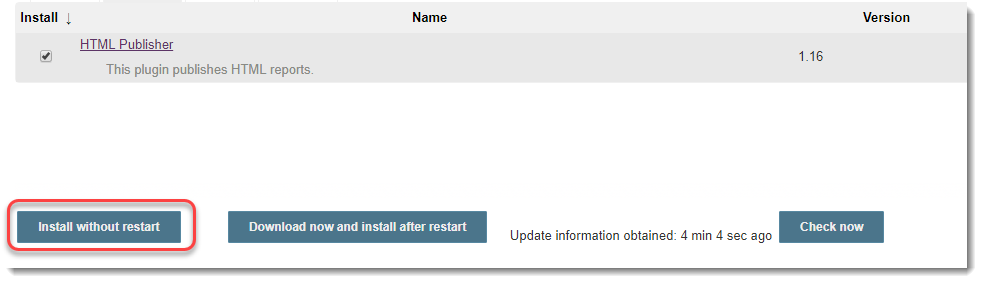 Install ↓ Name Version
HTML Publisher
1.16
This plugin publishes HTML reports.
Install without restart Download now and install after restart Update information obtained: 4 min 4 sec ago Check now